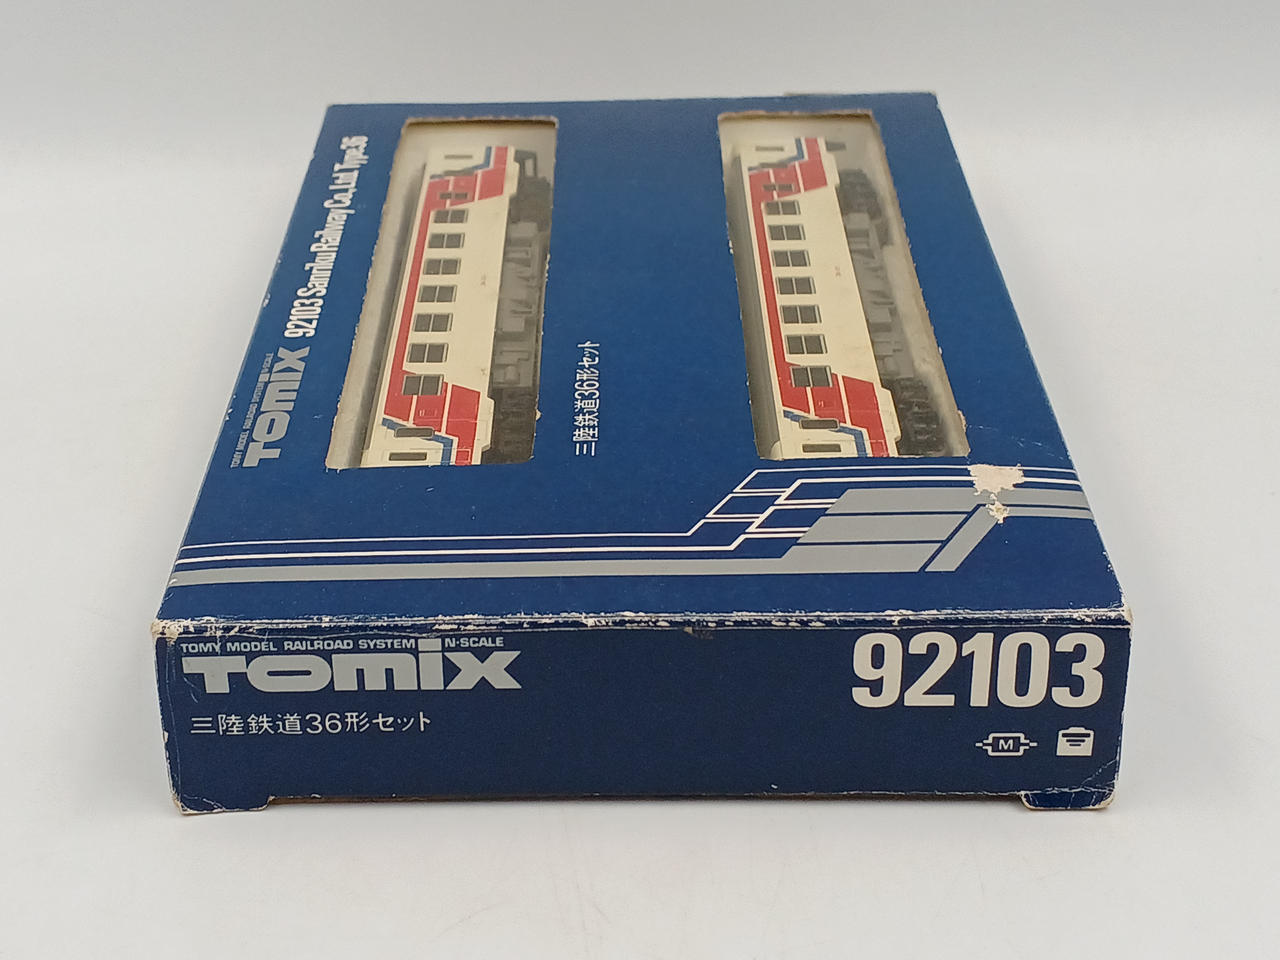 TOMY MODEL RAILROAD SYSTEM N-SCALE
TOMIX 92103 Sanriku Railway Co.,Ltd. Type 36
三陸鉄道36形セット
TOMY MODEL RAILROAD SYSTEM N-SCALE
TOMIX
三陸鉄道36形セット
92103
M